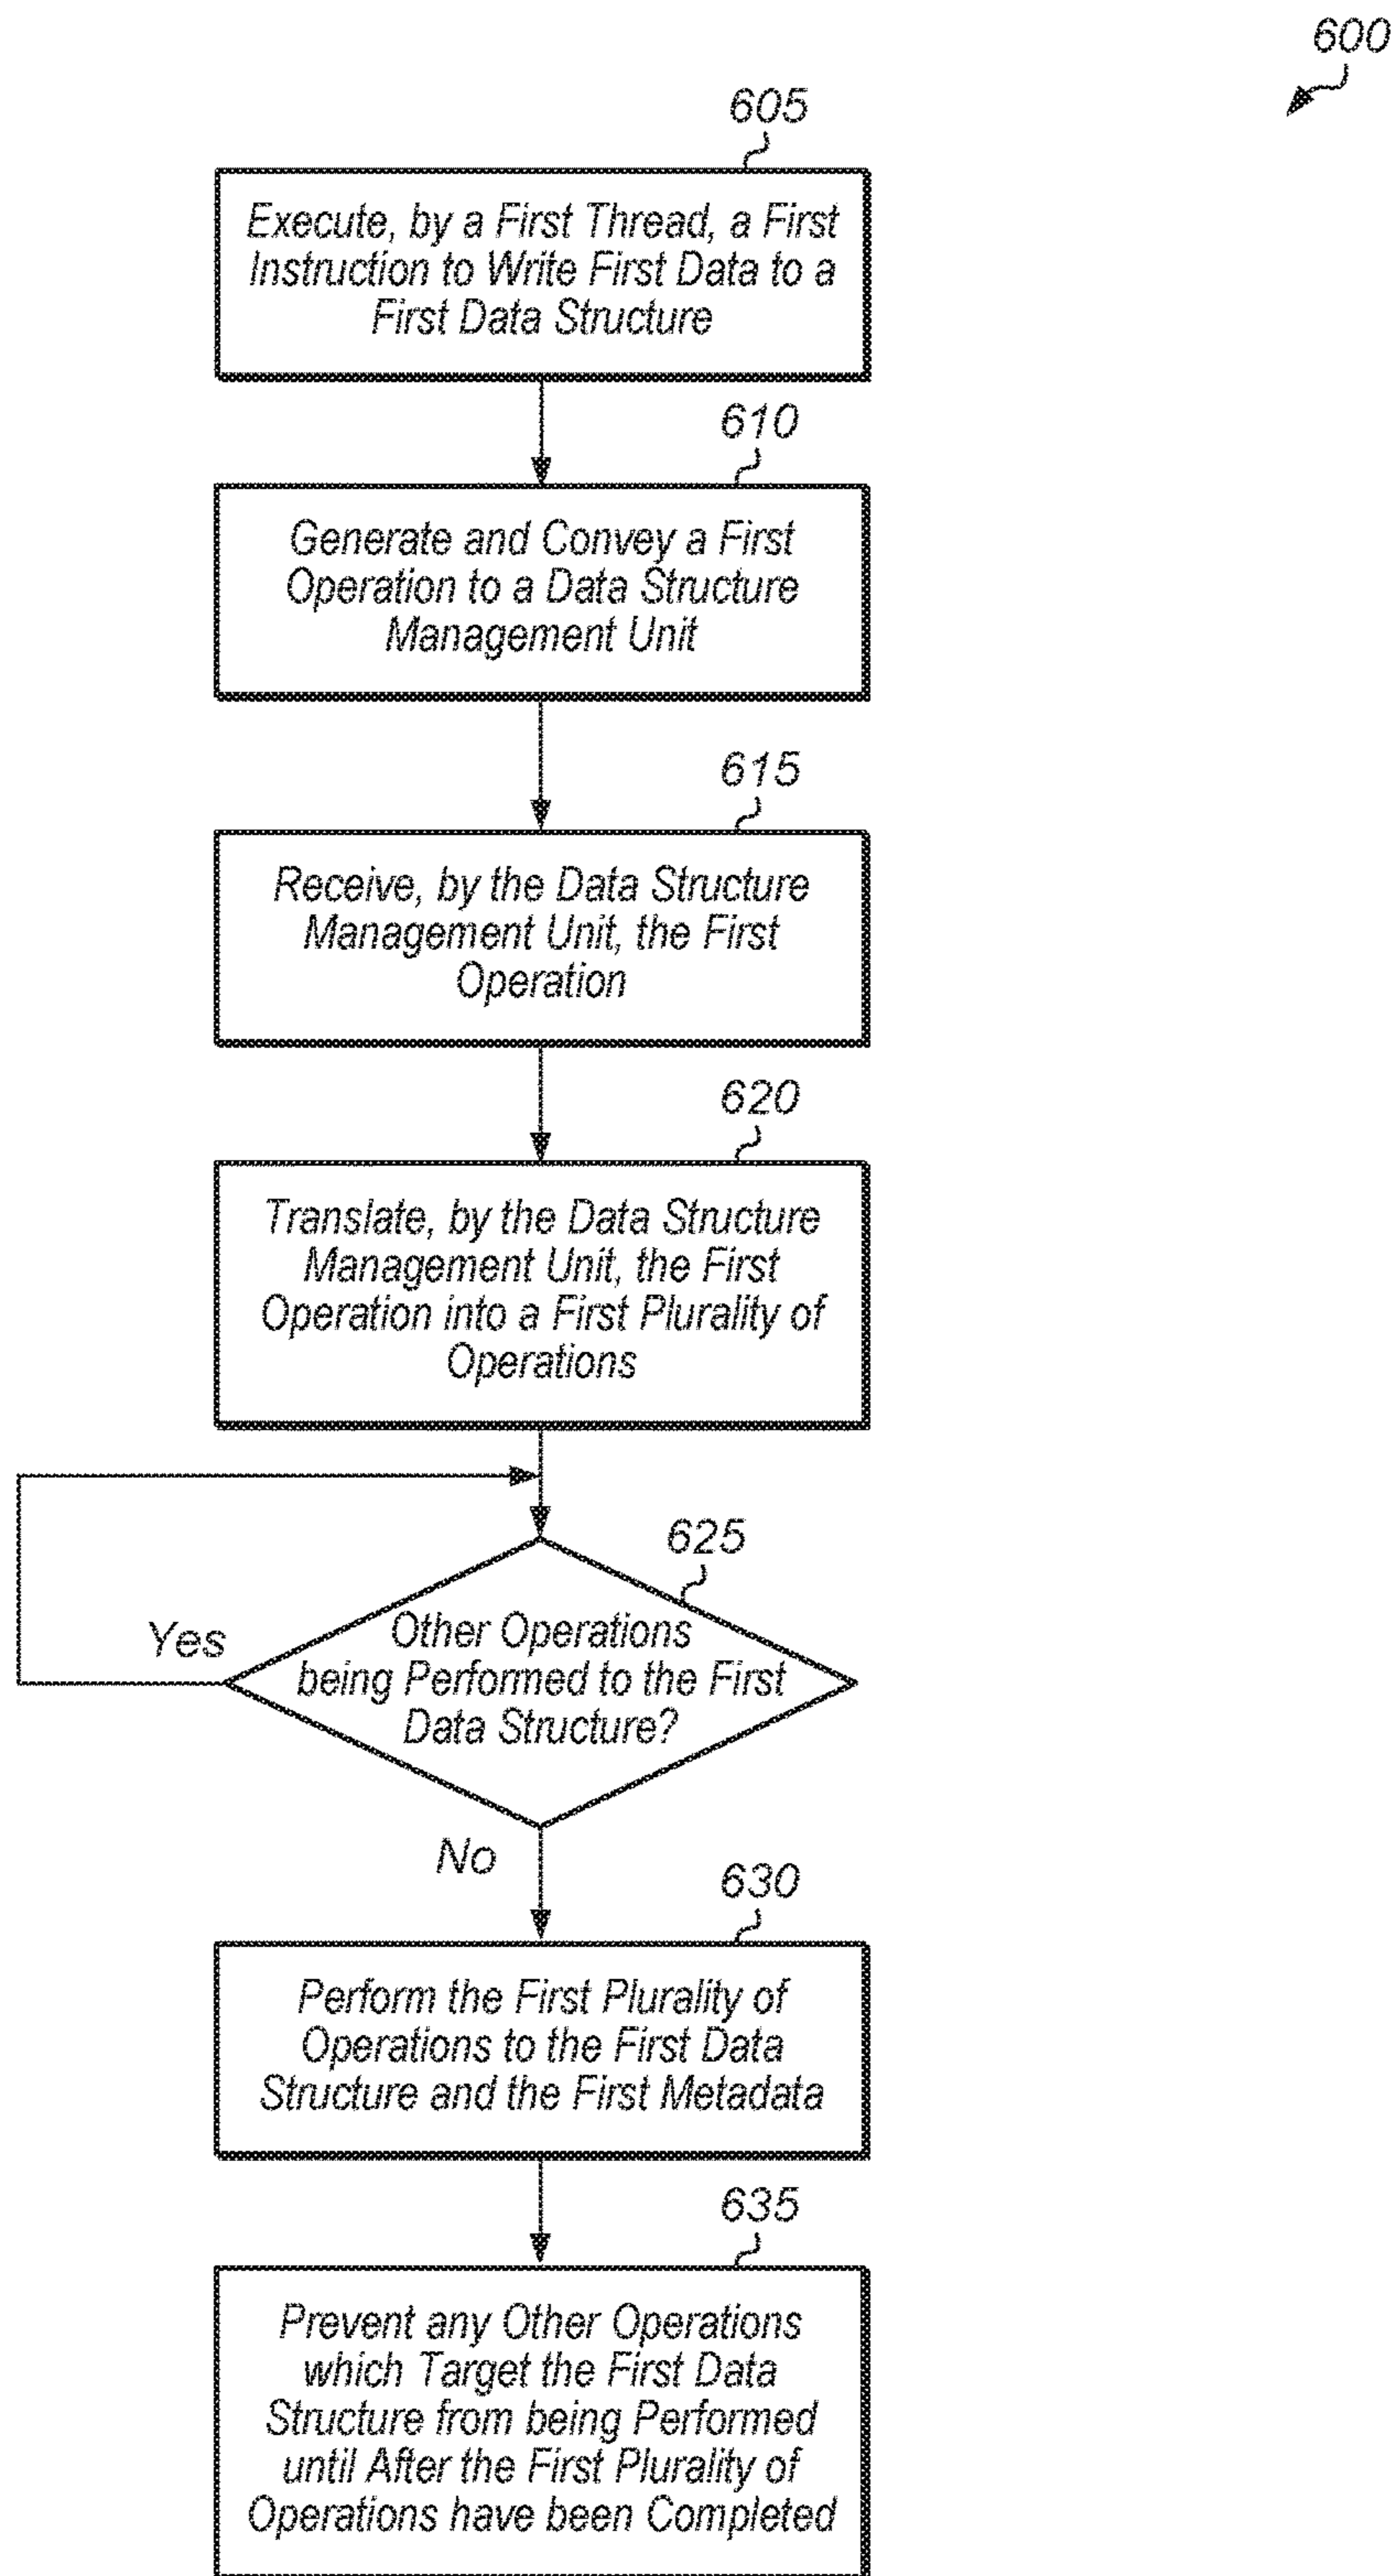 600
605
Execute, by a First Thread, a First
Instruction to Write First Data to a
First Data Structure
610
Generate and Convey a First
Operation to a Data Structure
Management Unit
615
Receive, by the Data Structure
Management Unit, the First
Operation
620
Translate, by the Data Structure
Management Unit, the First
Operation into a First Plurality of
Operations
625
Other Operations
being Performed to the First
Data Structure?
Yes
No
630
Perform the First Plurality of
Operations to the First Data
Structure and the First Metadata
635
Prevent any Other Operations
which Target the First Data
Structure from being Performed
until After the First Plurality of
Operations have been Completed